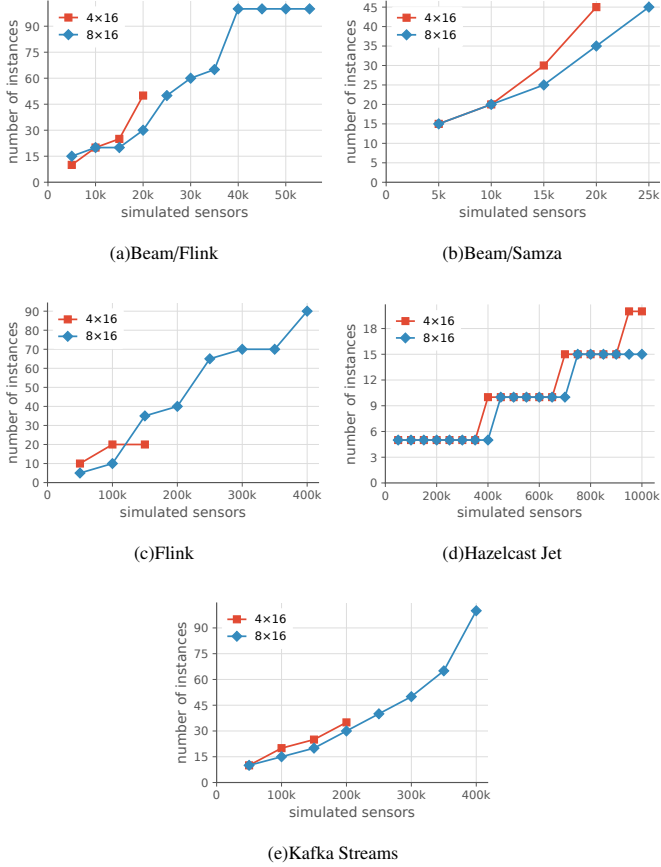 4×16
8×16
number of instances
90
75
60
45
30
15
0
0 10k 20k 30k 40k 50k
simulated sensors
(a)Beam/Flink
4×16
8×16
number of instances
45
40
35
30
25
20
15
10
5
0
0 5k 10k 15k 20k 25k
simulated sensors
(b)Beam/Samza
4×16
8×16
number of instances
90
80
70
60
50
40
30
20
10
0
0 100k 200k 300k 400k
simulated sensors
(c)Flink
4×16
8×16
number of instances
18
15
12
9
6
3
0
0 200k 400k 600k 800k 1000k
simulated sensors
(d)Hazelcast Jet
4×16
8×16
number of instances
90
75
60
45
30
15
0
0 100k 200k 300k 400k
simulated sensors
(e)Kafka Streams